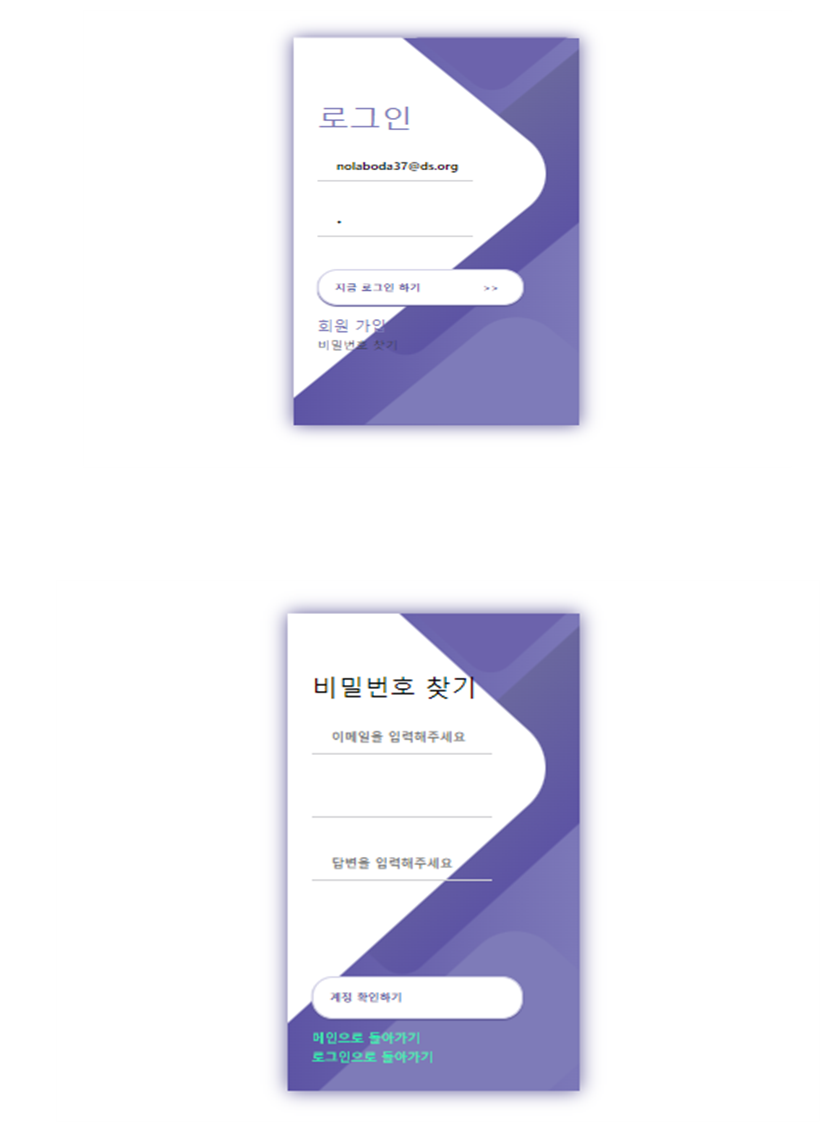 로그인
nolaboda37@ds.org
지금 로그인 하기 >>
회원 가입
비밀번호 찾기
비밀번호 찾기
이메일을 입력해주세요
답변을 입력해주세요
계정 확인하기
메인으로 돌아가기
로그인으로 돌아가기